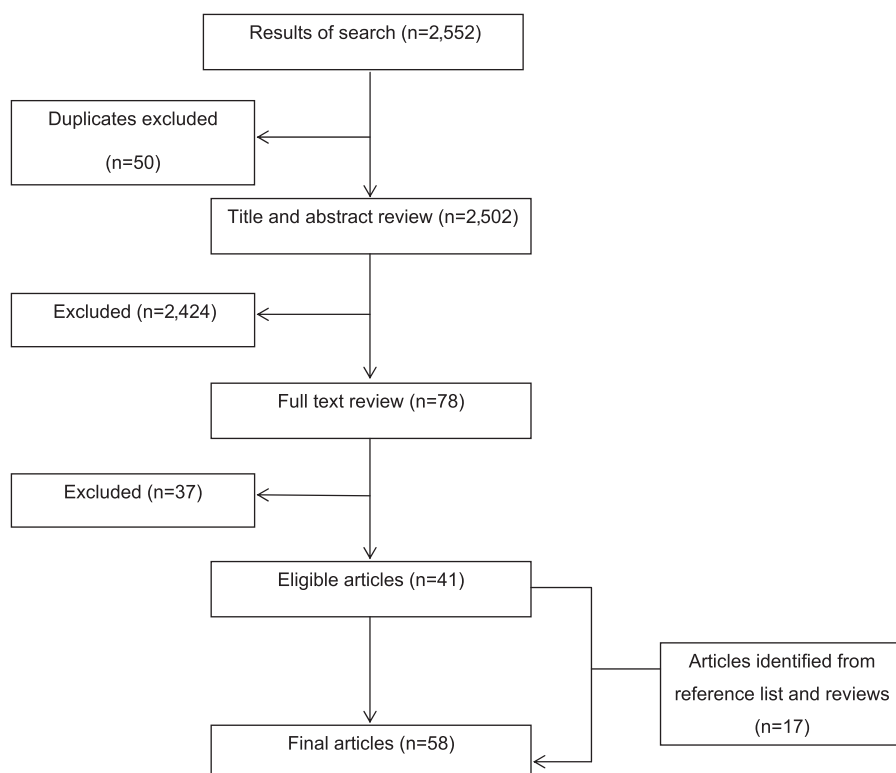 Results of search (n=2,552)
Duplicates excluded
(n=50)
Title and abstract review (n=2,502)
Excluded (n=2,424)
Full text review (n=78)
Excluded (n=37)
Eligible articles (n=41)
Articles identified from
reference list and reviews
(n=17)
Final articles (n=58)